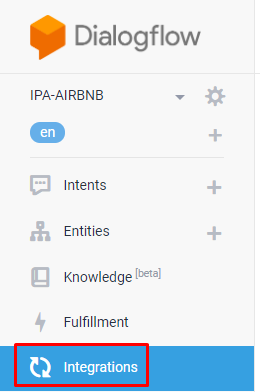 Dialogflow
IPA-AIRBNB
en
Intents
Entities
Knowledge [beta]
Fulfillment
Integrations